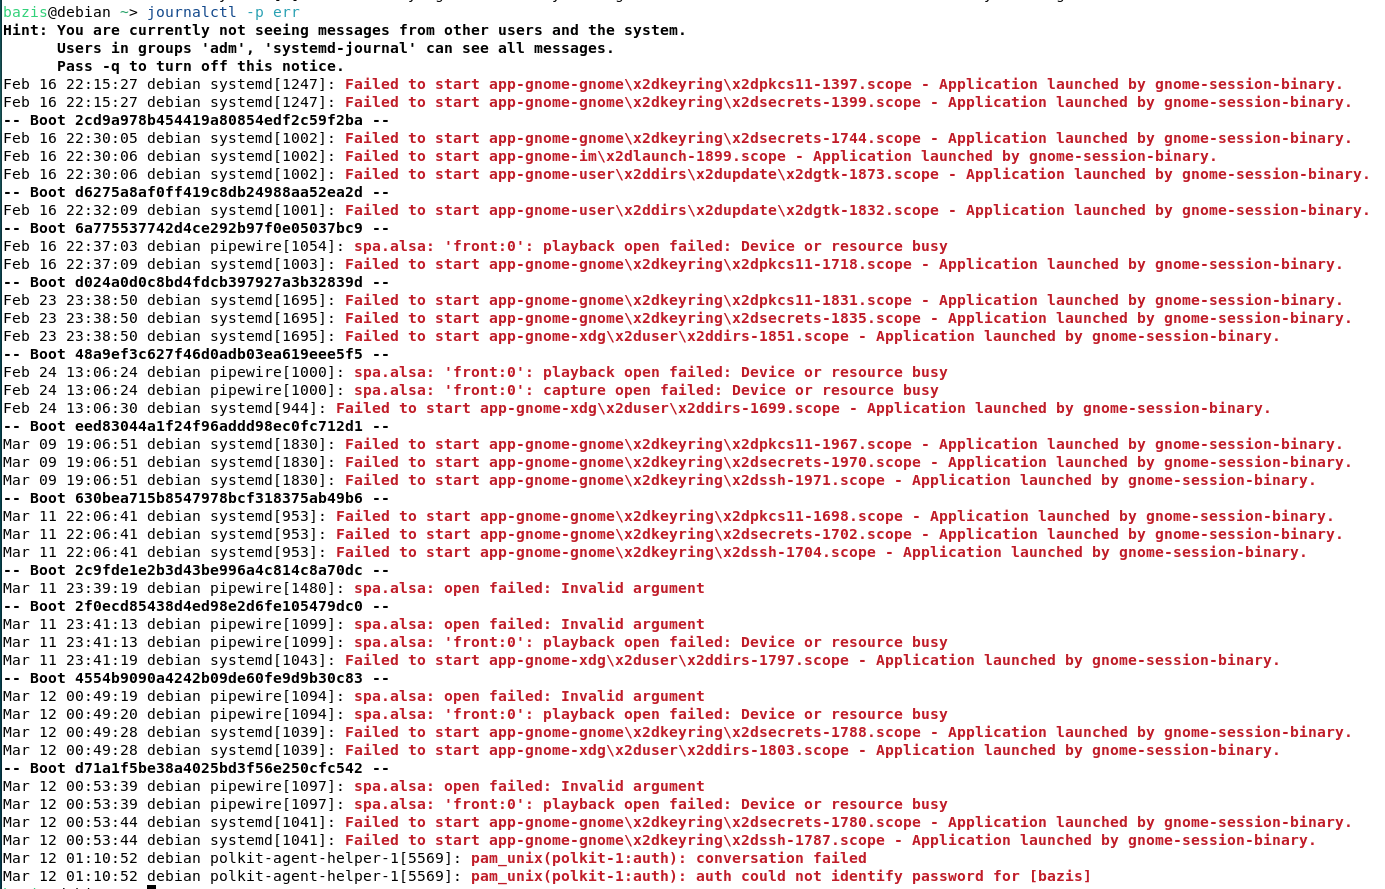 bazis@debian ~> journalctl -p err
Hint: You are currently not seeing messages from other users and the system.
      Users in groups 'adm', 'systemd-journal' can see all messages.
      Pass -q to turn off this notice.
Feb 16 22:15:27 debian systemd[1247]: Failed to start app-gnome-gnome\x2dkeyring\x2dpkcs11-1397.scope - Application launched by gnome-session-binary.
Feb 16 22:15:27 debian systemd[1247]: Failed to start app-gnome-gnome\x2dkeyring\x2dsecrets-1399.scope - Application launched by gnome-session-binary.
-- Boot 2cd9a978b454419a80854edf2c59f2ba --
Feb 16 22:30:05 debian systemd[1002]: Failed to start app-gnome-gnome\x2dkeyring\x2dsecrets-1744.scope - Application launched by gnome-session-binary.
Feb 16 22:30:06 debian systemd[1002]: Failed to start app-gnome-im\x2dlaunch-1899.scope - Application launched by gnome-session-binary.
Feb 16 22:30:06 debian systemd[1002]: Failed to start app-gnome-user\x2ddirs\x2dupdate\x2dgtk-1873.scope - Application launched by gnome-session-binary.
-- Boot d6275a8af0ff419c8db24988aa52ea2d --
Feb 16 22:32:09 debian systemd[1001]: Failed to start app-gnome-user\x2ddirs\x2dupdate\x2dgtk-1832.scope - Application launched by gnome-session-binary.
-- Boot 6a775537742d4ce292b97f0e05037bc9 --
Feb 16 22:37:03 debian pipewire[1054]: spa.alsa: 'front:0': playback open failed: Device or resource busy
Feb 16 22:37:09 debian systemd[1003]: Failed to start app-gnome-gnome\x2dkeyring\x2dpkcs11-1718.scope - Application launched by gnome-session-binary.
-- Boot d024a0d0c8bd4fdcb397927a3b32839d --
Feb 23 23:38:50 debian systemd[1695]: Failed to start app-gnome-gnome\x2dkeyring\x2dpkcs11-1831.scope - Application launched by gnome-session-binary.
Feb 23 23:38:50 debian systemd[1695]: Failed to start app-gnome-gnome\x2dkeyring\x2dsecrets-1835.scope - Application launched by gnome-session-binary.
Feb 23 23:38:50 debian systemd[1695]: Failed to start app-gnome-xdg\x2duser\x2ddirs-1851.scope - Application launched by gnome-session-binary.
-- Boot 48a9ef3c627f46d0adb03ea619eee5f5 --
Feb 24 13:06:24 debian pipewire[1000]: spa.alsa: 'front:0': playback open failed: Device or resource busy
Feb 24 13:06:24 debian pipewire[1000]: spa.alsa: 'front:0': capture open failed: Device or resource busy
Feb 24 13:06:30 debian systemd[944]: Failed to start app-gnome-xdg\x2duser\x2ddirs-1699.scope - Application launched by gnome-session-binary.
-- Boot eed83044a1f24f96addd98ec0fc712d1 --
Mar 09 19:06:51 debian systemd[1830]: Failed to start app-gnome-gnome\x2dkeyring\x2dpkcs11-1967.scope - Application launched by gnome-session-binary.
Mar 09 19:06:51 debian systemd[1830]: Failed to start app-gnome-gnome\x2dkeyring\x2dsecrets-1970.scope - Application launched by gnome-session-binary.
Mar 09 19:06:51 debian systemd[1830]: Failed to start app-gnome-gnome\x2dkeyring\x2dssh-1971.scope - Application launched by gnome-session-binary.
-- Boot 630bea715b8547978bcf318375ab49b6 --
Mar 11 22:06:41 debian systemd[953]: Failed to start app-gnome-gnome\x2dkeyring\x2dpkcs11-1698.scope - Application launched by gnome-session-binary.
Mar 11 22:06:41 debian systemd[953]: Failed to start app-gnome-gnome\x2dkeyring\x2dsecrets-1702.scope - Application launched by gnome-session-binary.
Mar 11 22:06:41 debian systemd[953]: Failed to start app-gnome-gnome\x2dkeyring\x2dssh-1704.scope - Application launched by gnome-session-binary.
-- Boot 2c9fde1e2b3d43be996a4c814c8a70dc --
Mar 11 23:39:19 debian pipewire[1480]: spa.alsa: open failed: Invalid argument
-- Boot 2f0ecd85438d4ed98e2d6fe105479dc0 --
Mar 11 23:41:13 debian pipewire[1099]: spa.alsa: open failed: Invalid argument
Mar 11 23:41:13 debian pipewire[1099]: spa.alsa: 'front:0': playback open failed: Device or resource busy
Mar 11 23:41:19 debian systemd[1043]: Failed to start app-gnome-xdg\x2duser\x2ddirs-1797.scope - Application launched by gnome-session-binary.
-- Boot 4554b9090a4242b09de60fe9d9b30c83 --
Mar 12 00:49:19 debian pipewire[1094]: spa.alsa: open failed: Invalid argument
Mar 12 00:49:20 debian pipewire[1094]: spa.alsa: 'front:0': playback open failed: Device or resource busy
Mar 12 00:49:28 debian systemd[1039]: Failed to start app-gnome-gnome\x2dkeyring\x2dsecrets-1788.scope - Application launched by gnome-session-binary.
Mar 12 00:49:28 debian systemd[1039]: Failed to start app-gnome-xdg\x2duser\x2ddirs-1803.scope - Application launched by gnome-session-binary.
-- Boot d71a1f5be38a4025bd3f56e250cfc542 --
Mar 12 00:53:39 debian pipewire[1097]: spa.alsa: open failed: Invalid argument
Mar 12 00:53:39 debian pipewire[1097]: spa.alsa: 'front:0': playback open failed: Device or resource busy
Mar 12 00:53:44 debian systemd[1041]: Failed to start app-gnome-gnome\x2dkeyring\x2dsecrets-1780.scope - Application launched by gnome-session-binary.
Mar 12 00:53:44 debian systemd[1041]: Failed to start app-gnome-gnome\x2dkeyring\x2dssh-1787.scope - Application launched by gnome-session-binary.
Mar 12 01:10:52 debian polkit-agent-helper-1[5569]: pam_unix(polkit-1:auth): conversation failed
Mar 12 01:10:52 debian polkit-agent-helper-1[5569]: pam_unix(polkit-1:auth): auth could not identify password for [bazis]